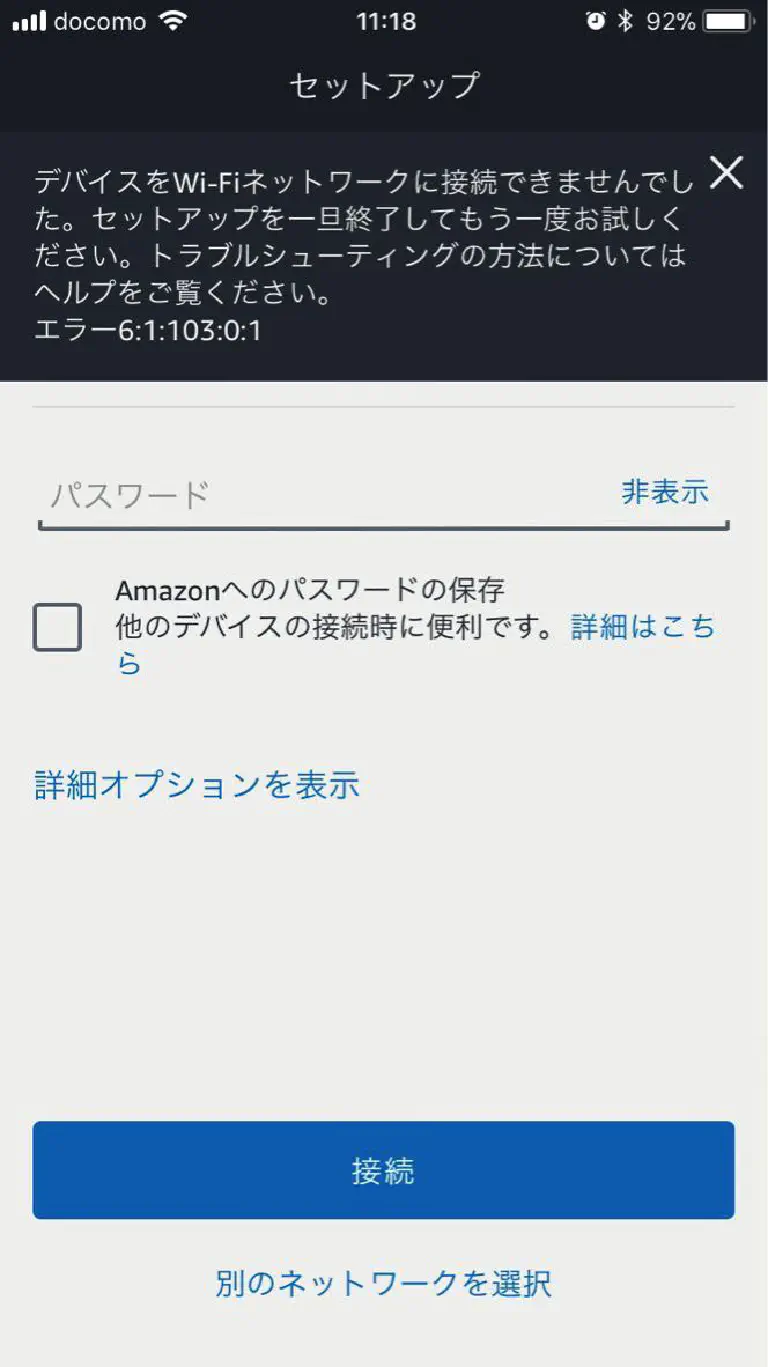 docomo 11:18 92%
セットアップ
デバイスをWi-Fiネットワークに接続できませんでし
た。セットアップを一旦終了してもう一度お試しく
ださい。トラブルシューティングの方法については
ヘルプをご覧ください。
エラー6:1:103:0:1
パスワード 非表示
Amazonへのパスワードの保存
他のデバイスの接続時に便利です。詳細はこち
ら
詳細オプションを表示
接続
別のネットワークを選択